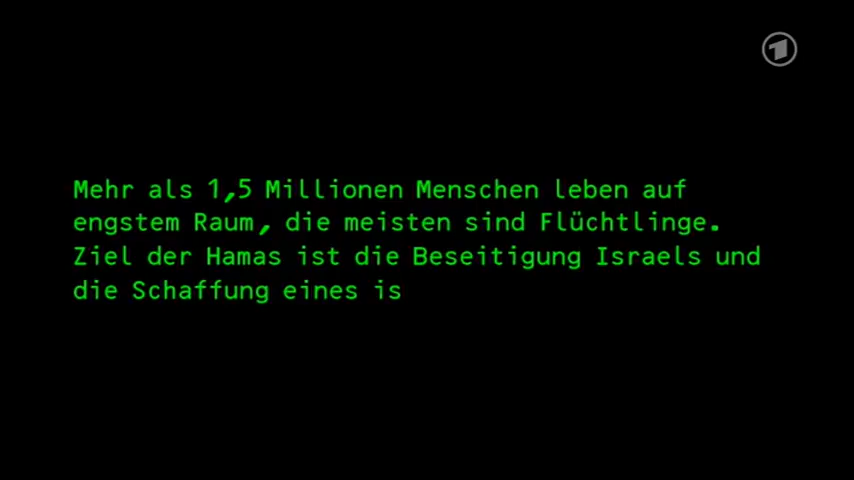 Mehr als 1,5 Millionen Menschen leben auf
engstem Raum, die meisten sind Flüchtlinge.
Ziel der Hamas ist die Beseitigung Israels und
die Schaffung eines is